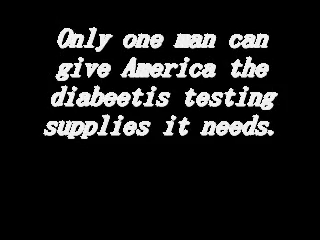 Only one man can
give America the
diabeetis testing
supplies it needs.